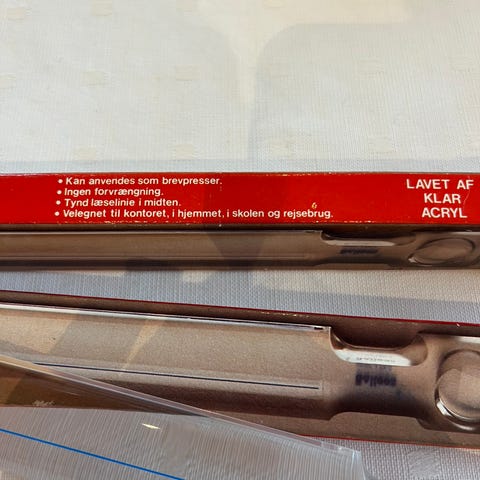 • Kan anvendes som brevpresser.
• Ingen forvrængning.
• Tynd læselinie i midten.
• Velegnet til kontoret, i hjemmet, i skolen og rejsebrug.
LAVET AF
KLAR
ACRYL